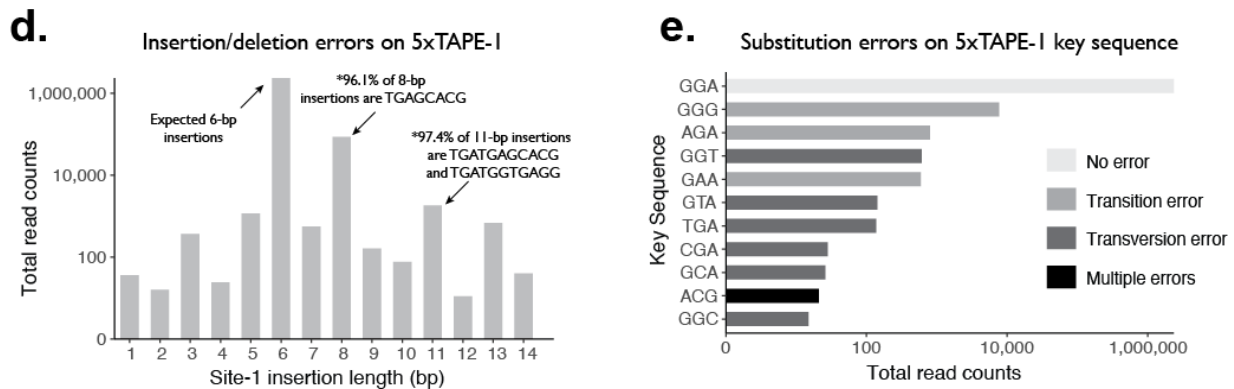 d.
Insertion/deletion errors on 5xTAPE-1
Total read counts
1,000,000
10,000
100
0
Expected 6-bp
insertions
*96.1% of 8-bp
insertions are TGAGCACG
*97.4% of 11-bp insertions
are TGATGAGCACG
and TGATGGTGAGG
1 2 3 4 5 6 7 8 9 10 11 12 13 14
Site-1 insertion length (bp)
e.
Substitution errors on 5xTAPE-1 key sequence
Key Sequence
GGA
GGG
AGA
GGT
GAA
GTA
TGA
CGA
GCA
ACG
GGC
No error
Transition error
Transversion error
Multiple errors
0 100 10,000 1,000,000
Total read counts